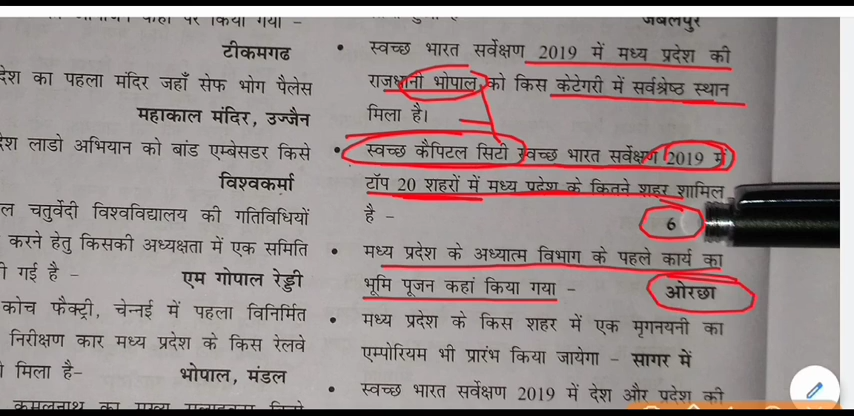 पर किया गया –
टीकमगढ
देश का पहला मंदिर जहाँ सेफ भोग पैलेस
महाकाल मंदिर, उज्जैन
देश लाडो अभियान को बांड एम्बेसडर किसे
विश्वकर्मा
ल चतुर्वेदी विश्वविद्यालय की गतिविधियों
करने हेतु किसकी अध्यक्षता में एक समिति
गई है – एम गोपाल रेड्डी
कोच फैक्ट्री, चेन्नई में पहला विनिर्मित
निरीक्षण कार मध्य प्रदेश के किस रेलवे
मिला है– भोपाल, मंडल
कमलनाथ का मुख्य
जबलपुर
• स्वच्छ भारत सर्वेक्षण 2019 में मध्य प्रदेश की
राजधानी भोपाल को किस केटेगरी में सर्वश्रेष्ठ स्थान
मिला है।
• स्वच्छ कैपिटल सिटी स्वच्छ भारत सर्वेक्षण 2019 में
टॉप 20 शहरों में मध्य प्रदेश के कितने शहर शामिल
है – 6
• मध्य प्रदेश के अध्यात्म विभाग के पहले कार्य का
भूमि पूजन कहां किया गया – ओरछा
• मध्य प्रदेश के किस शहर में एक मृगनयनी का
एम्पोरियम भी प्रारंभ किया जायेगा – सागर में
• स्वच्छ भारत सर्वेक्षण 2019 में देश और प्रदेश की